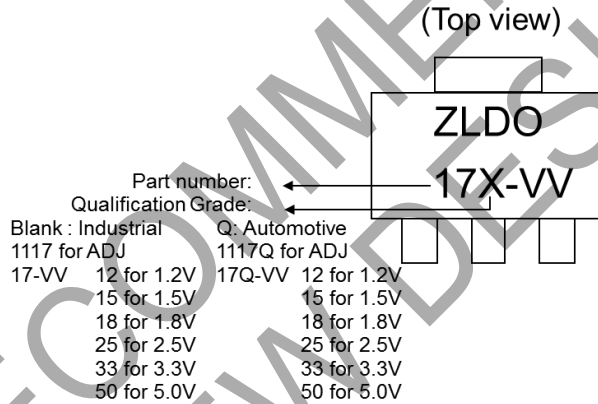 (Top view)
ZLDO
17X-VV
Part number:
Qualification Grade:
Blank : Industrial Q: Automotive
1117 for ADJ 1117Q for ADJ
17-VV 12 for 1.2V 17Q-VV 12 for 1.2V
15 for 1.5V 15 for 1.5V
18 for 1.8V 18 for 1.8V
25 for 2.5V 25 for 2.5V
33 for 3.3V 33 for 3.3V
50 for 5.0V 50 for 5.0V